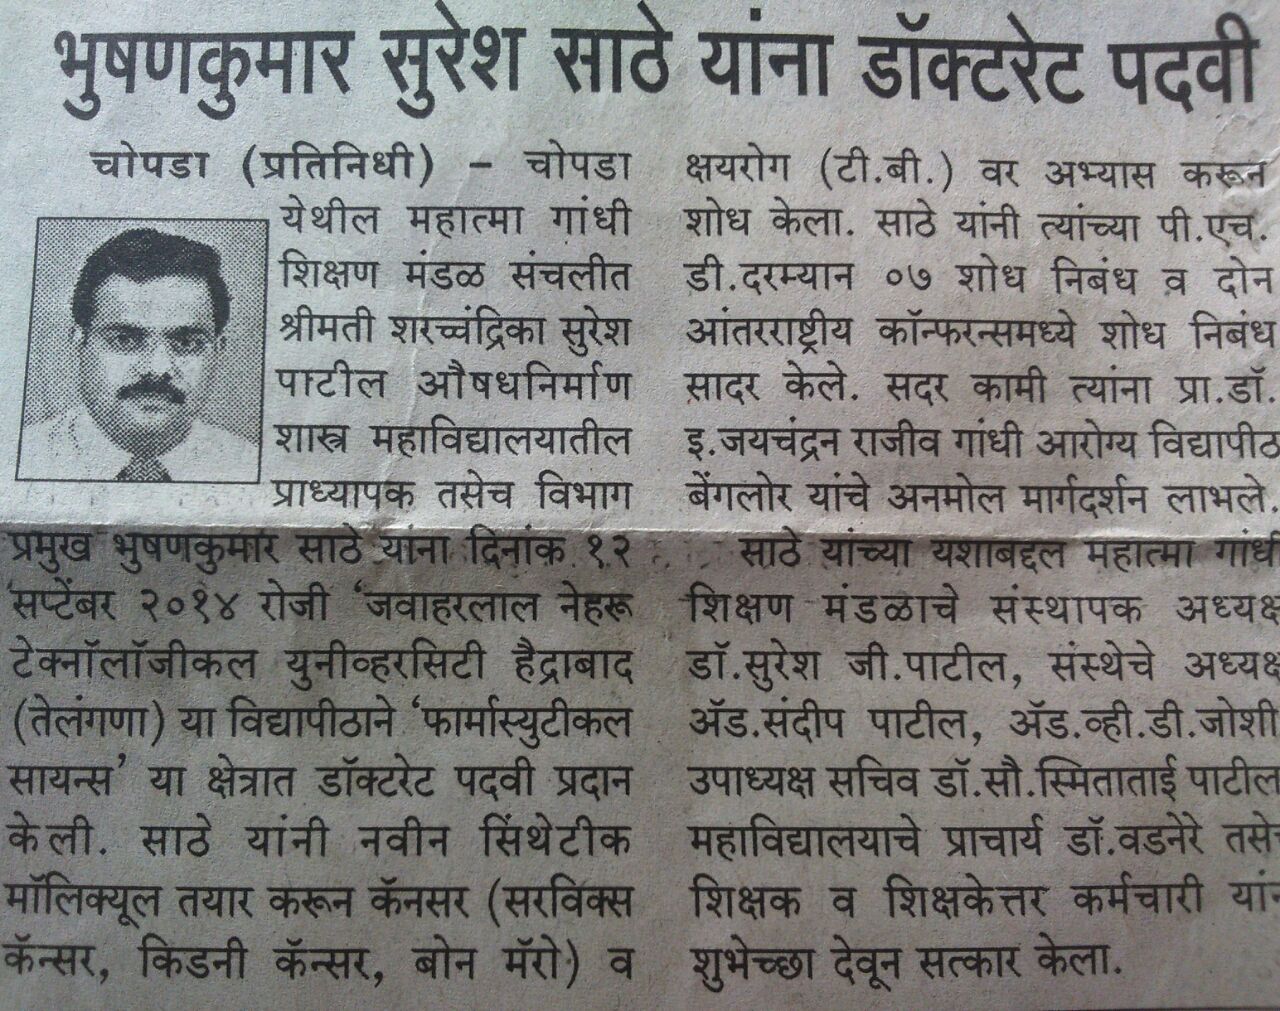 भुषणकुमार सुरेश साठे यांना डॉक्टरेट पदवी
चोपडा (प्रतिनिधी) - चोपडा
येथील महात्मा गांधी
शिक्षण मंडळ संचलीत
श्रीमती शरच्चंद्रिका सुरेश
पाटील औषधनिर्माण
शास्त्र महाविद्यालयातील
प्राध्यापक तसेच विभाग
प्रमुख भुषणकुमार साठे यांना दिनांक १२
सप्टेंबर २०१४ रोजी ‘जवाहरलाल नेहरू
टेक्नॉलॉजीकल युनीव्हरसिटी हैद्राबाद
(तेलंगणा) या विद्यापीठाने ‘फार्मास्युटीकल
सायन्स’ या क्षेत्रात डॉक्टरेट पदवी प्रदान
केली. साठे यांनी नवीन सिंथेटीक
मॉलिक्यूल तयार करून कॅनसर (सरविक्स
कॅन्सर, किडनी कॅन्सर, बोन मॅरो) व
क्षयरोग (टी.बी.) वर अभ्यास करून
शोध केला. साठे यांनी त्यांच्या पी.एच.
डी.दरम्यान ०७ शोध निबंध व दोन
आंतरराष्ट्रीय कॉन्फरन्समध्ये शोध निबंध
सादर केले. सदर कामी त्यांना प्रा.डॉ.
इ.जयचंद्रन राजीव गांधी आरोग्य विद्यापीठ
बेंगलोर यांचे अनमोल मार्गदर्शन लाभले.
साठे यांच्या यशाबद्दल महात्मा गांधी
शिक्षण मंडळाचे संस्थापक अध्यक्ष
डॉ.सुरेश जी.पाटील, संस्थेचे अध्यक्ष
अ‍ॅड.संदीप पाटील, अ‍ॅड.व्ही.डी.जोशी
उपाध्यक्ष सचिव डॉ.सौ.स्मिताताई पाटील
महाविद्यालयाचे प्राचार्य डॉ.वडनेरे
शिक्षक व शिक्षकेत्तर कर्मचारी
शुभेच्छा देवून सत्कार केला.